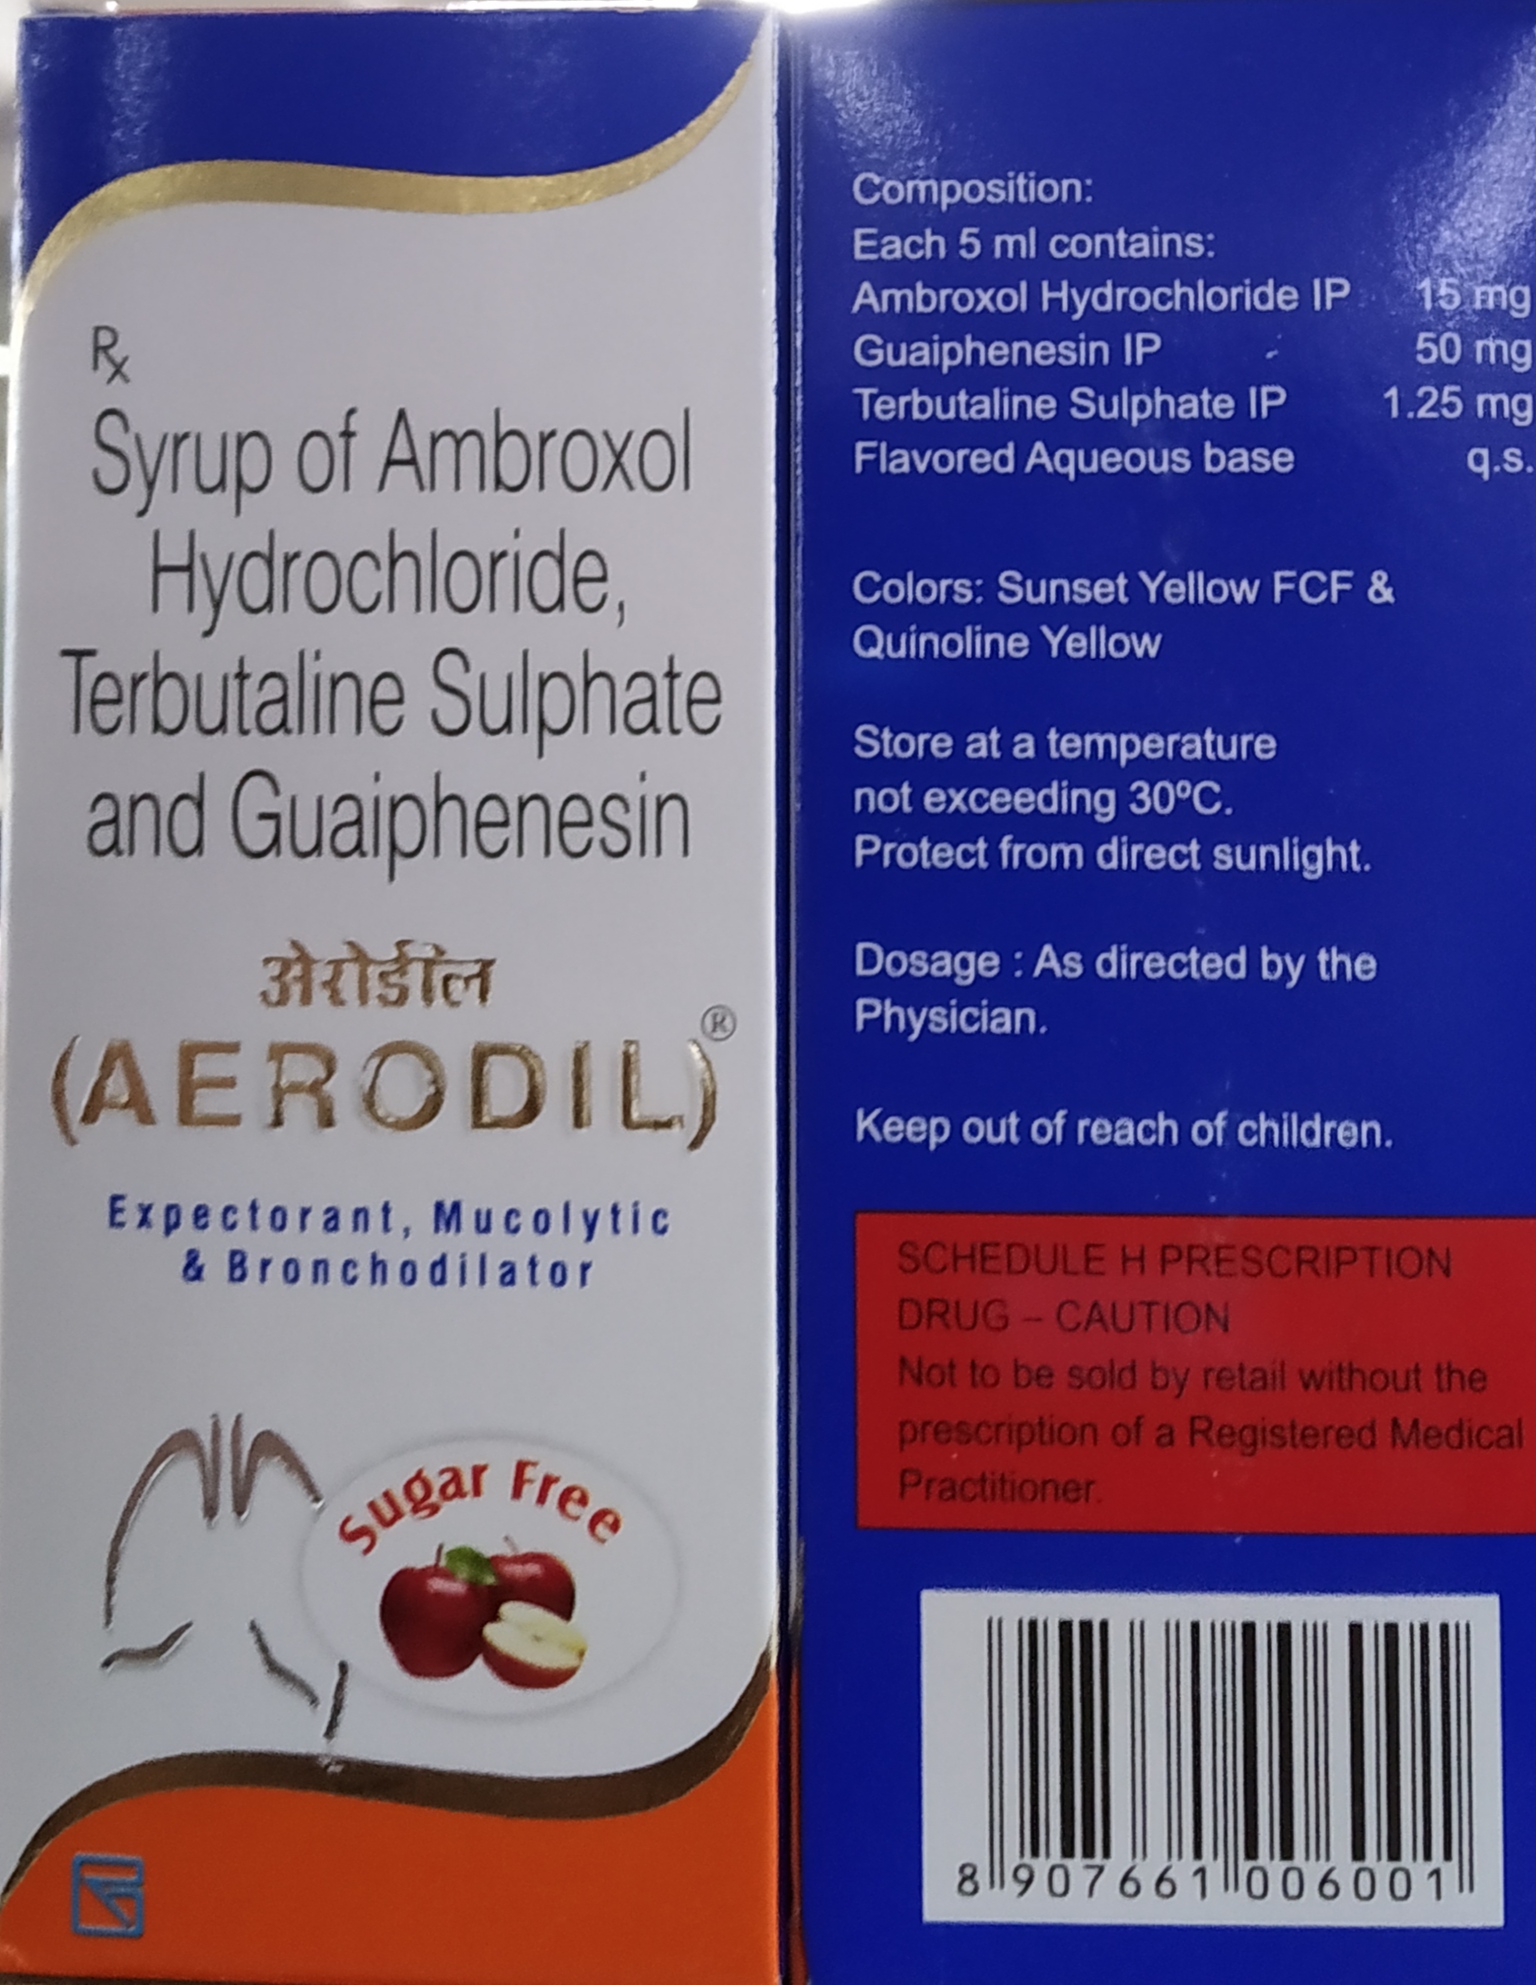 Rx
Syrup of Ambroxol
Hydrochloride,
Terbutaline Sulphate
and Guaiphenesin
अेरोडील
(AERODIL)®
Expectorant, Mucolytic
& Bronchodilator
Sugar Free
Composition:
Each 5 ml contains:
Ambroxol Hydrochloride IP 15 mg
Guaiphenesin IP 50 mg
Terbutaline Sulphate IP 1.25 mg
Flavored Aqueous base q.s.
Colors: Sunset Yellow FCF &
Quinoline Yellow
Store at a temperature
not exceeding 30ºC.
Protect from direct sunlight.
Dosage : As directed by the
Physician.
Keep out of reach of children.
SCHEDULE H PRESCRIPTION
DRUG – CAUTION
Not to be sold by retail without the
prescription of a Registered Medical
Practitioner.
8 907661 006001